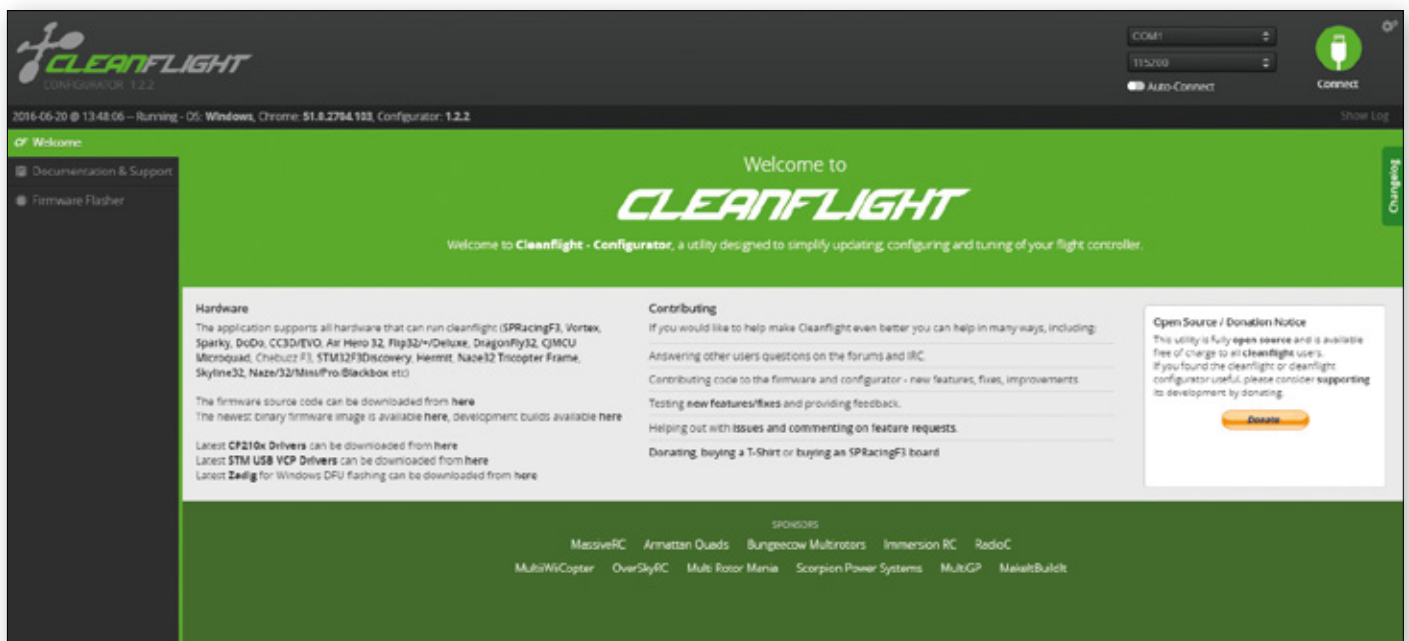 CLEANFLIGHT
CONFIGURATOR 1.2.2
COM1
115200
Auto-Connect
Connect
2016-06-20 @ 13:48:06 -- Running - OS: Windows, Chrome: 51.0.2704.103, Configurator: 1.2.2
Show Log
CF Welcome
Documentation & Support
Firmware Flasher
Welcome to
CLEANFLIGHT
Welcome to Cleanflight - Configurator, a utility designed to simplify updating, configuring and tuning of your flight controller.
Changelog
Hardware
The application supports all hardware that can run cleanflight (SPRacingF3, Vortex,
Sparky, DoDo, CC3D/EVO, Air Hero 32, Flip32/+/Deluxe, DragonFly32, CJMCU
Microquad, Chebuzz F3, STM32F3Discovery, Hermit, Naze32 Tricopter Frame,
Skyline32, Naze/32/Mini/Pro/Blackbox etc)
The firmware source code can be downloaded from here
The newest binary firmware image is available here, development builds available here
Latest CP210x Drivers can be downloaded from here
Latest STM USB VCP Drivers can be downloaded from here
Latest Zadig for Windows DFU flashing can be downloaded from here
Contributing
If you would like to help make Cleanflight even better you can help in many ways, including:
Answering other users questions on the forums and IRC.
Contributing code to the firmware and configurator - new features, fixes, improvements
Testing new features/fixes and providing feedback.
Helping out with issues and commenting on feature requests.
Donating, buying a T-Shirt or buying an SPRacingF3 board
Open Source / Donation Notice
This utility is fully open source and is available
free of charge to all cleanflight users.
If you found the cleanflight or cleanflight
configurator useful, please consider supporting
its development by donating.
Donate
SPONSORS
MassiveRC Armattan Quads Bungeecow Multirotors Immersion RC RadioC
MultiWiiCopter OverSkyRC Multi Rotor Mania Scorpion Power Systems MultiGP MakeItBuildIt